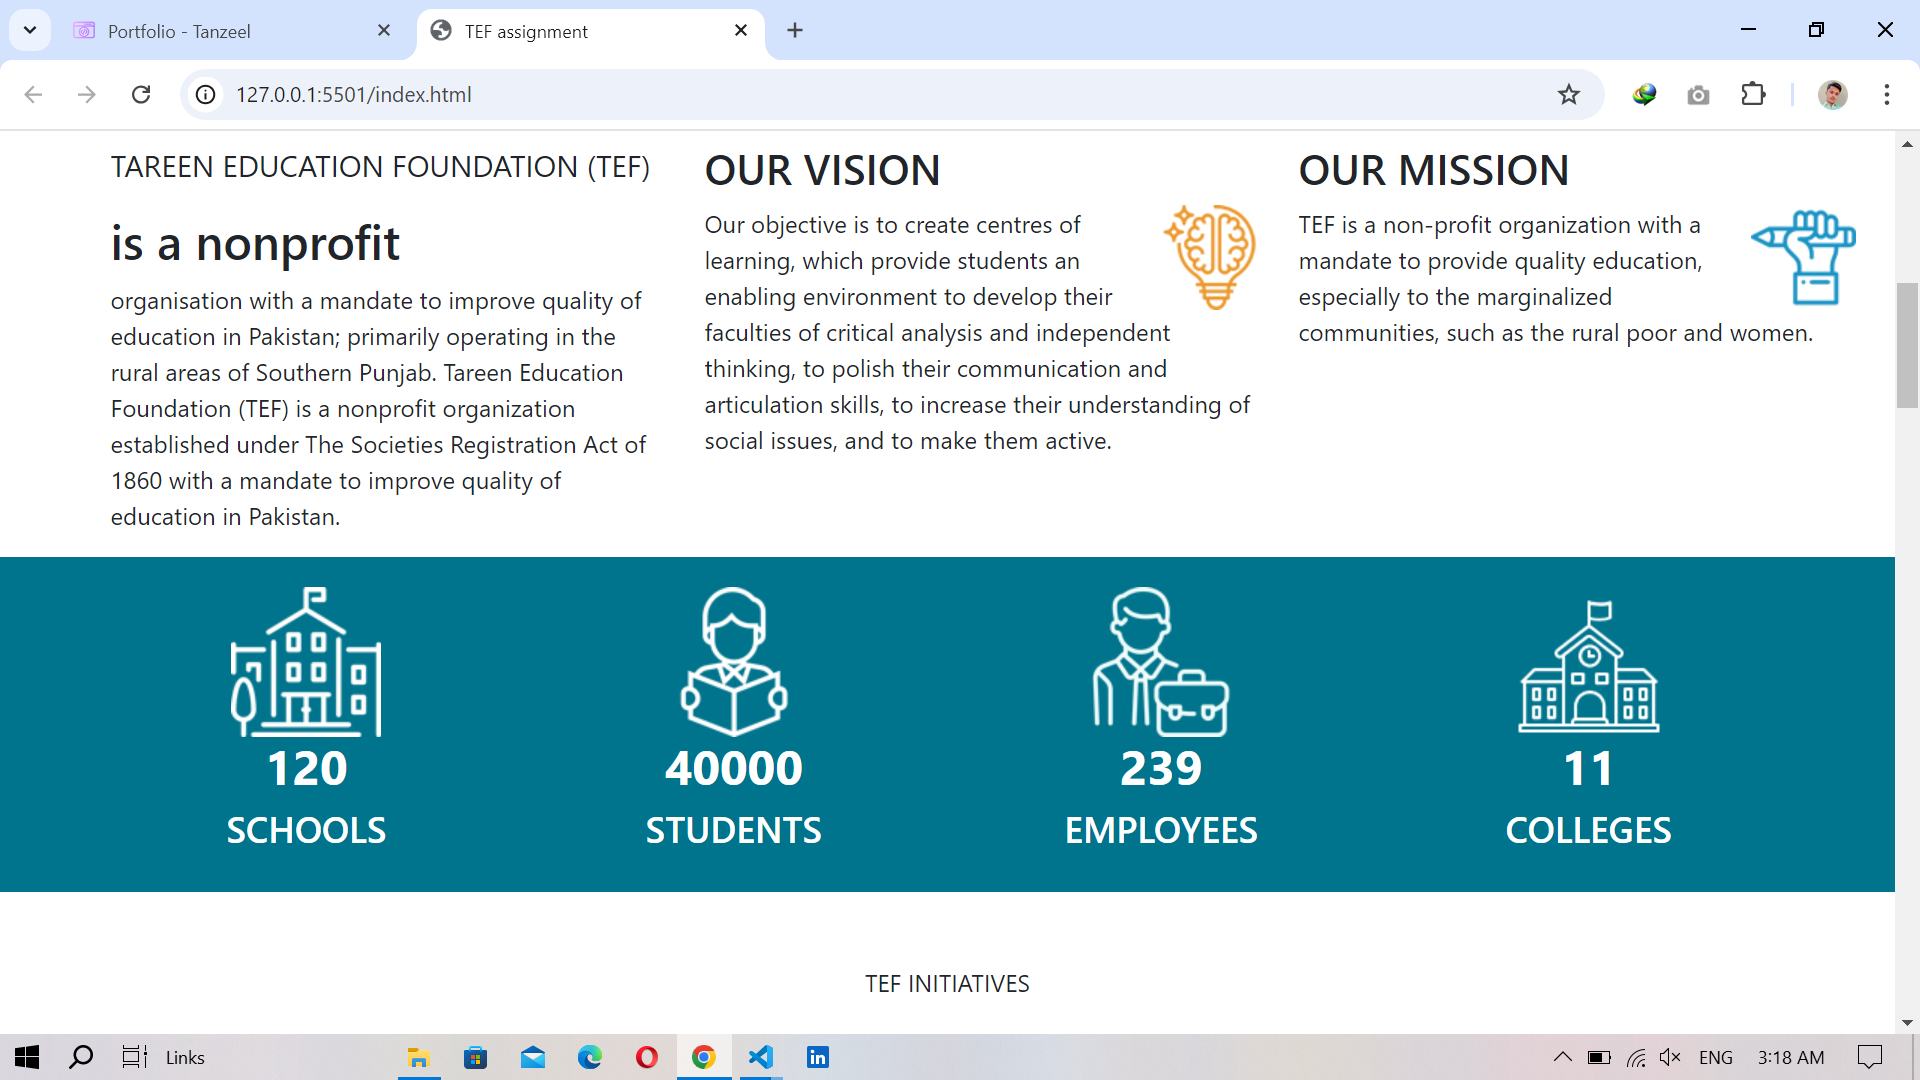 Portfolio - Tanzeel
TEF assignment
127.0.0.1:5501/index.html
TAREEN EDUCATION FOUNDATION (TEF)
is a nonprofit
organisation with a mandate to improve quality of
education in Pakistan; primarily operating in the
rural areas of Southern Punjab. Tareen Education
Foundation (TEF) is a nonprofit organization
established under The Societies Registration Act of
1860 with a mandate to improve quality of
education in Pakistan.
OUR VISION
Our objective is to create centres of
learning, which provide students an
enabling environment to develop their
faculties of critical analysis and independent
thinking, to polish their communication and
articulation skills, to increase their understanding of
social issues, and to make them active.
OUR MISSION
TEF is a non-profit organization with a
mandate to provide quality education,
especially to the marginalized
communities, such as the rural poor and women.
120
SCHOOLS
40000
STUDENTS
239
EMPLOYEES
11
COLLEGES
TEF INITIATIVES
Links
in
ENG
3:18 AM